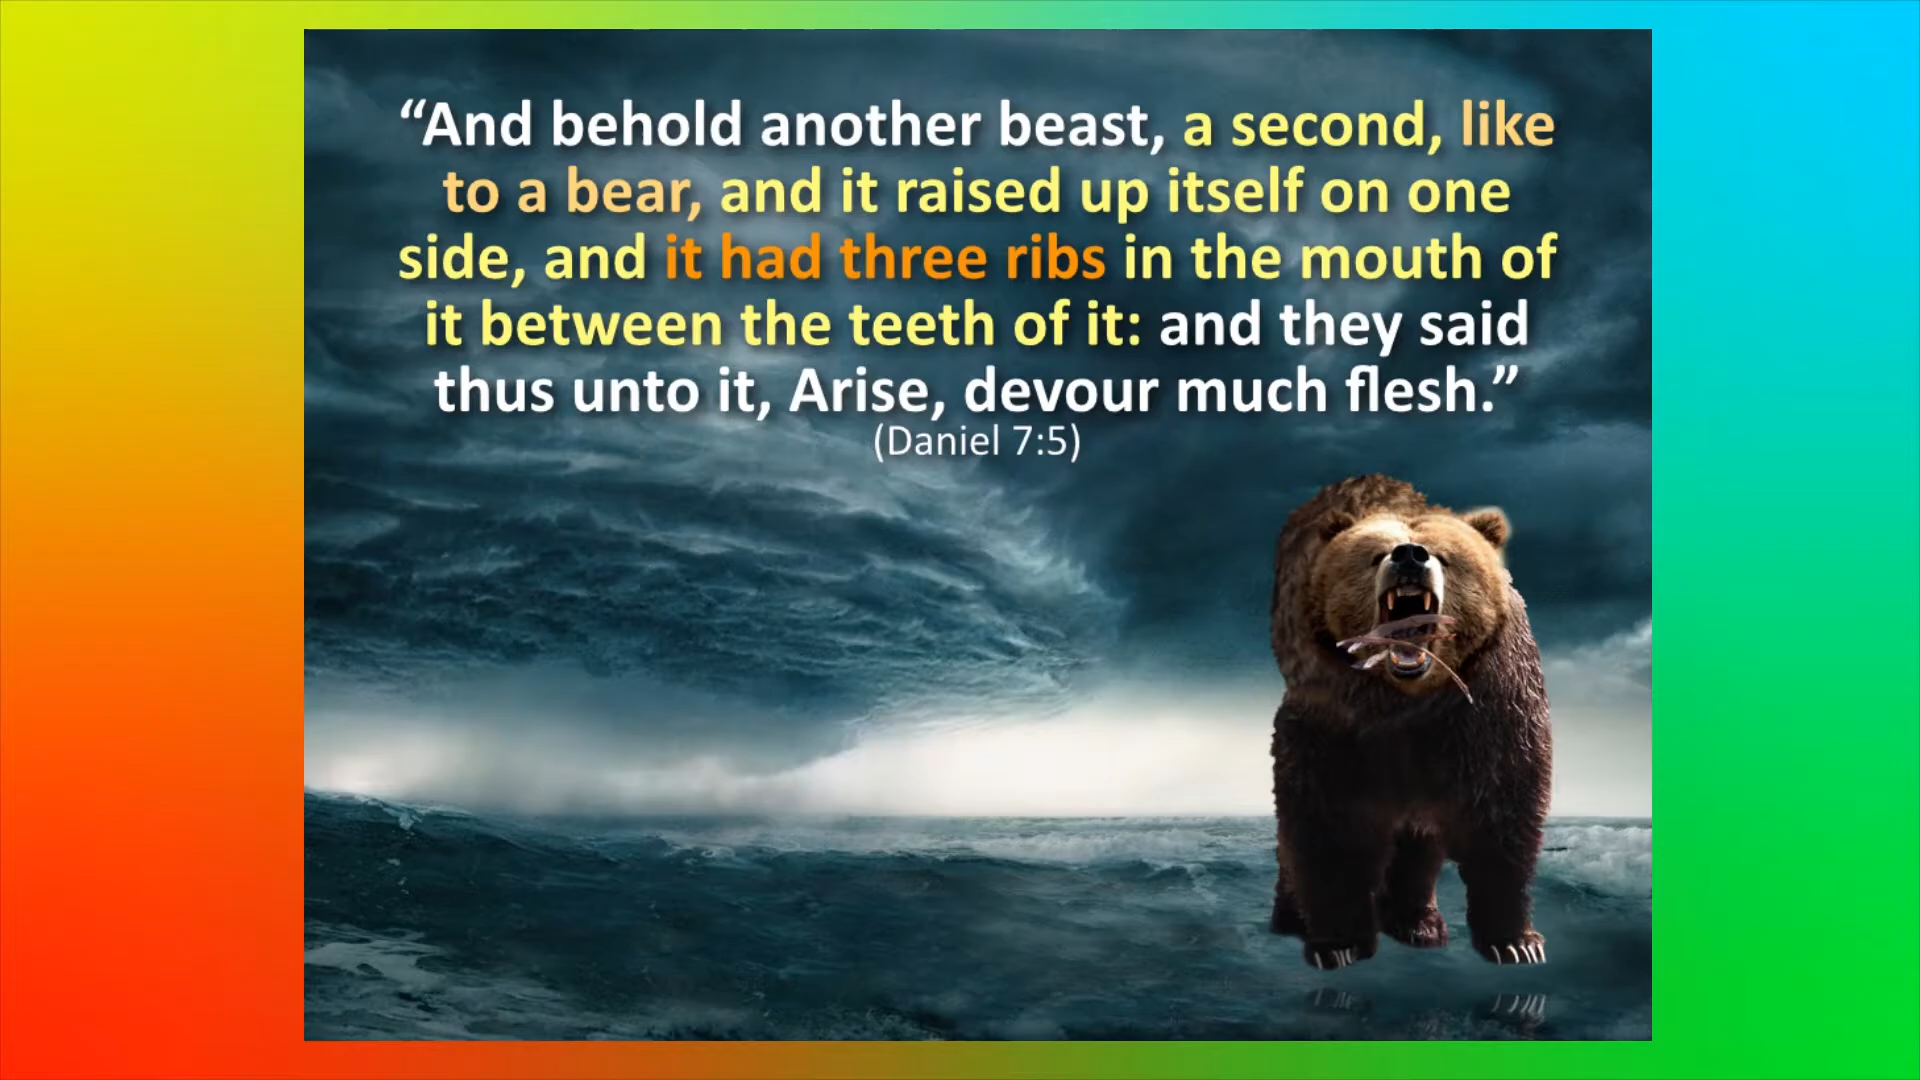 “And behold another beast, a second, like
to a bear, and it raised up itself on one
side, and it had three ribs in the mouth of
it between the teeth of it: and they said
thus unto it, Arise, devour much flesh.”
(Daniel 7:5)